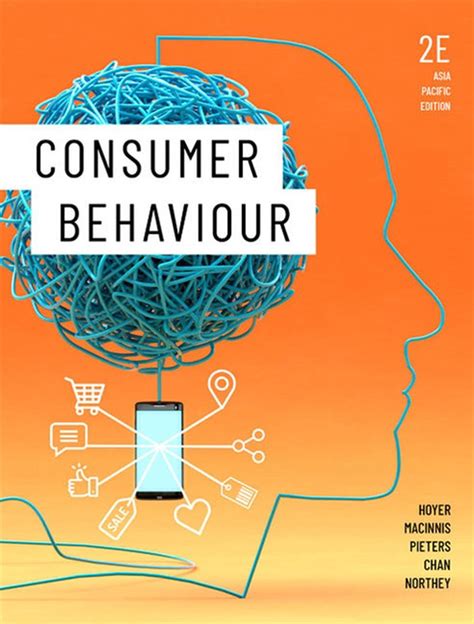 2E
ASIA
PACIFIC
EDITION
CONSUMER
BEHAVIOUR
SALE
HOYER
MACINNIS
PIETERS
CHAN
NORTHEY